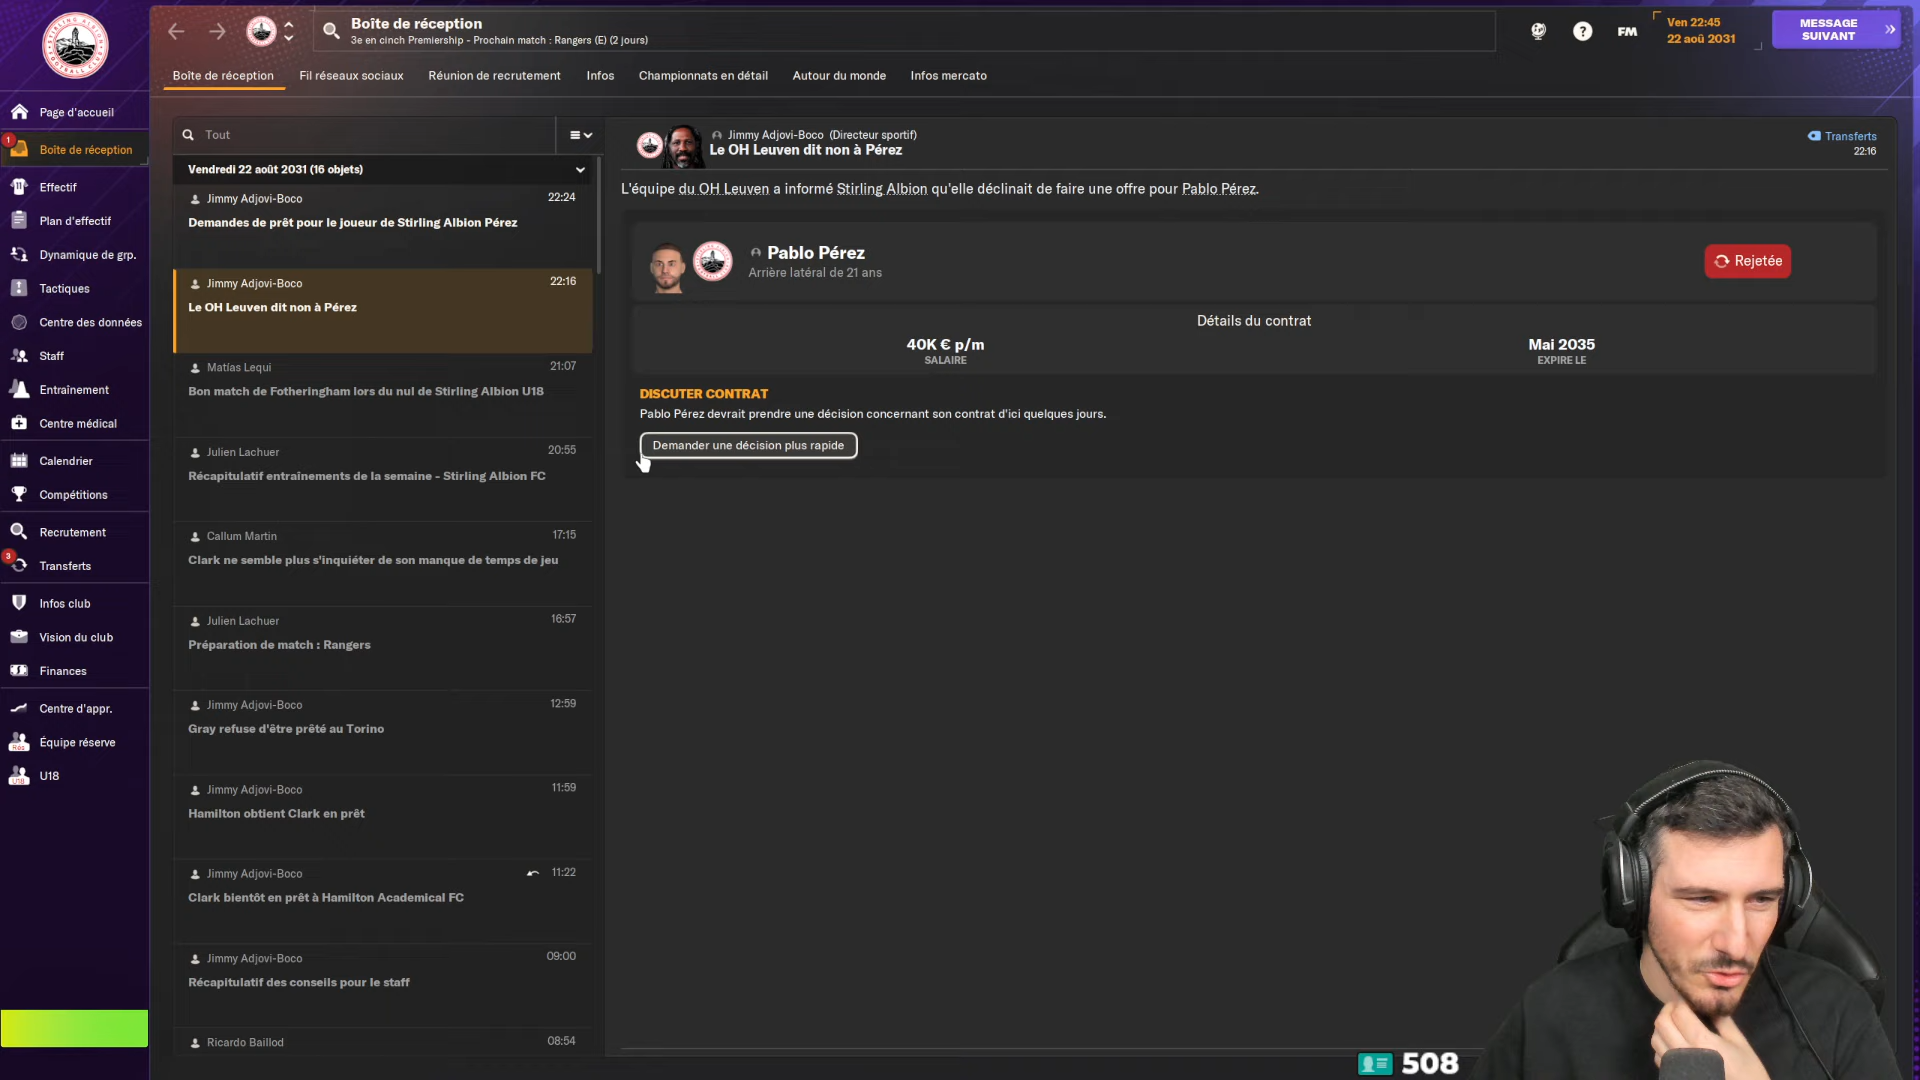 Boîte de réception
3e en cinch Premiership - Prochain match : Rangers (E) (2 jours)
FM
Ven 22:45
22 aoû 2031
MESSAGE SUIVANT
Boîte de réception
Fil réseaux sociaux
Réunion de recrutement
Infos
Championnats en détail
Autour du monde
Infos mercato
Page d'accueil
1
Boîte de réception
Effectif
Plan d'effectif
Dynamique de grp.
Tactiques
Centre des données
Staff
Entraînement
Centre médical
Calendrier
Compétitions
Recrutement
3
Transferts
Infos club
Vision du club
Finances
Centre d'appr.
Équipe réserve
U18
Tout
Vendredi 22 août 2031 (16 objets)
Jimmy Adjovi-Boco
22:24
Demandes de prêt pour le joueur de Stirling Albion Pérez
Jimmy Adjovi-Boco
22:16
Le OH Leuven dit non à Pérez
Matías Lequi
21:07
Bon match de Fotheringham lors du nul de Stirling Albion U18
Julien Lachuer
20:55
Récapitulatif entraînements de la semaine - Stirling Albion FC
Callum Martin
17:15
Clark ne semble plus s'inquiéter de son manque de temps de jeu
Julien Lachuer
16:57
Préparation de match : Rangers
Jimmy Adjovi-Boco
12:59
Gray refuse d'être prêté au Torino
Jimmy Adjovi-Boco
11:59
Hamilton obtient Clark en prêt
Jimmy Adjovi-Boco
11:22
Clark bientôt en prêt à Hamilton Academical FC
Jimmy Adjovi-Boco
09:00
Récapitulatif des conseils pour le staff
Ricardo Baillod
08:54
Jimmy Adjovi-Boco (Directeur sportif)
Le OH Leuven dit non à Pérez
Transferts
22:16
L'équipe du OH Leuven a informé Stirling Albion qu'elle déclinait de faire une offre pour Pablo Pérez.
Pablo Pérez
Arrière latéral de 21 ans
Rejetée
Détails du contrat
40K € p/m
SALAIRE
Mai 2035
EXPIRE LE
DISCUTER CONTRAT
Pablo Pérez devrait prendre une décision concernant son contrat d'ici quelques jours.
Demander une décision plus rapide
508